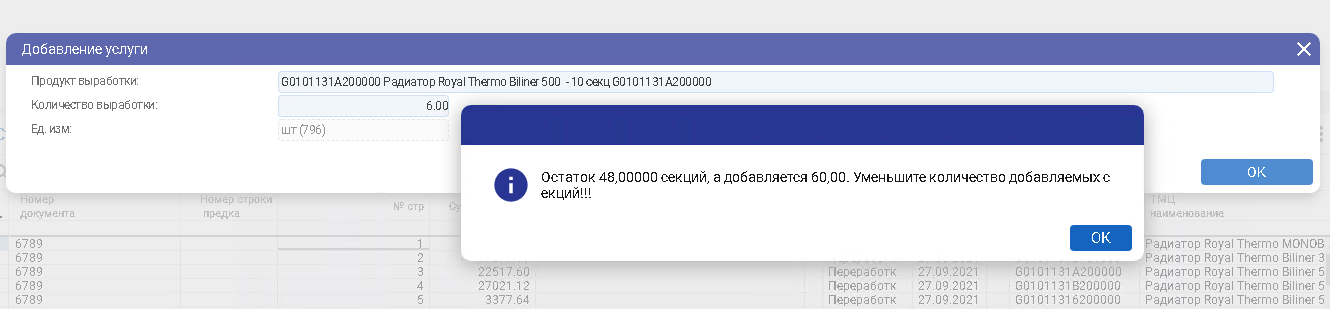 Добавление услуги
Продукт выработки: G0101131A200000 Радиатор Royal Thermo Biliner 500 - 10 секц G0101131A200000
Количество выработки: 6.00
Ед. изм: шт (796)
OK
Остаток 48,00000 секций, а добавляется 60,00. Уменьшите количество добавляемых с
екций!!!
OK
Номер документа Номер строки предка № стр ТМЦ наименование
6789 1 Радиатор Royal Thermo MONOB
6789 2 Переработк 27.09.2021 G0101131A200000 Радиатор Royal Thermo Biliner 3
6789 3 22517.60 Переработк 27.09.2021 G0101131A200000 Радиатор Royal Thermo Biliner 5
6789 4 27021.12 Переработк 27.09.2021 G0101131B200000 Радиатор Royal Thermo Biliner 5
6789 5 3377.64 Переработк 27.09.2021 G01011316200000 Радиатор Royal Thermo Biliner 5